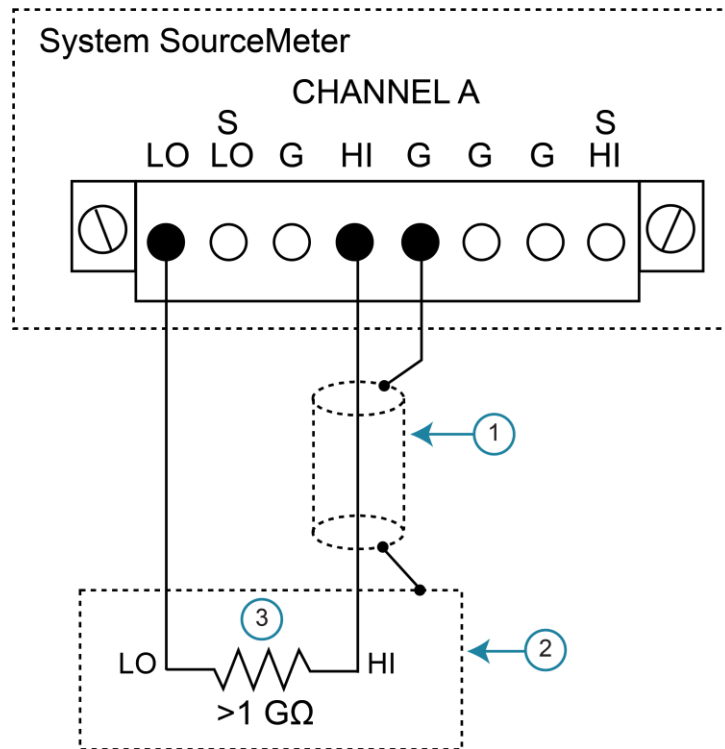 System SourceMeter
CHANNEL A
S S
LO LO G HI G G G HI
1
3
2
LO HI
>1 GΩ